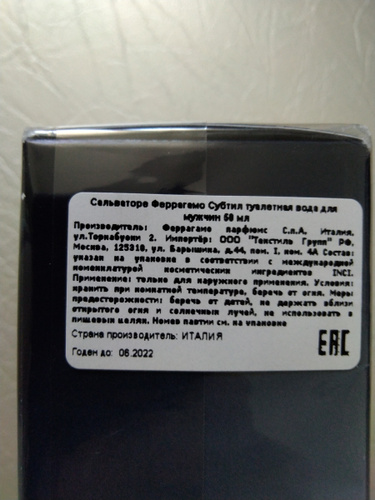 Сельваторе Феррагамо Субтил туалетная вода для
мужчин 50 мл
Производитель: Феррагамо парфюмс С.п.А. Италия,
ул.Торнабуони 2. Импортёр: ООО "Текстиль Групп" РФ,
Москва, 125310, ул. Барышиха, д.44, пом. I, ком. 4А Состав:
указан на упаковке в соответствии с международной
номенклатурой косметических ингредиентов INCI.
Применение: только для наружного применения. Условия:
хранить при комнатной температуре, беречь от огня. Меры
предосторожности: беречь от детей, не держать вблизи
открытого огня и солнечных лучей, не использовать в
пищевых целях. Номер партии см. на упаковке
Страна производитель: ИТАЛИЯ
Годен до: 06.2022
EAC